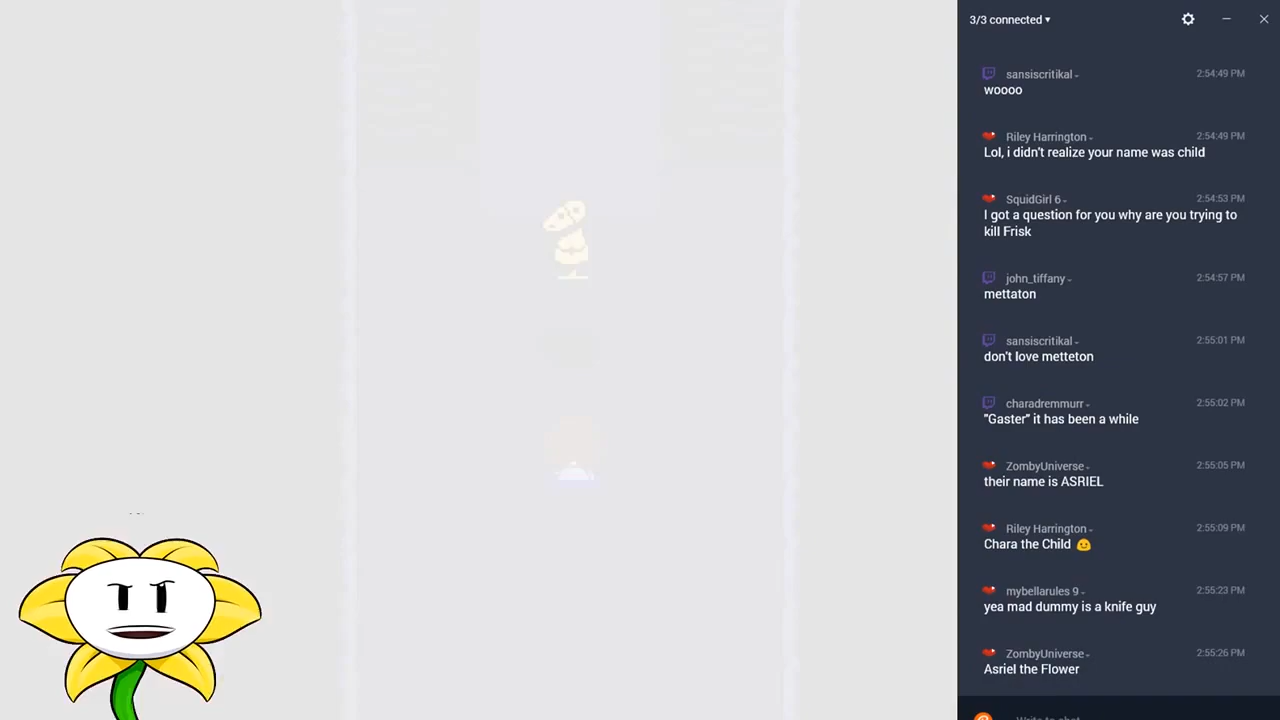 3/3 connected ▾
sansiscritikal
2:54:49 PM
woooo
Riley Harrington
2:54:49 PM
Lol, i didn't realize your name was child
SquidGirl 6
2:54:53 PM
I got a question for you why are you trying to
kill Frisk
john_tiffany
2:54:57 PM
mettaton
sansiscritikal
2:55:01 PM
don't love metteton
charadremmurr
2:55:02 PM
"Gaster" it has been a while
ZombyUniverse
2:55:05 PM
their name is ASRIEL
Riley Harrington
2:55:09 PM
Chara the Child
mybellarules 9
2:55:23 PM
yea mad dummy is a knife guy
ZombyUniverse
2:55:26 PM
Asriel the Flower